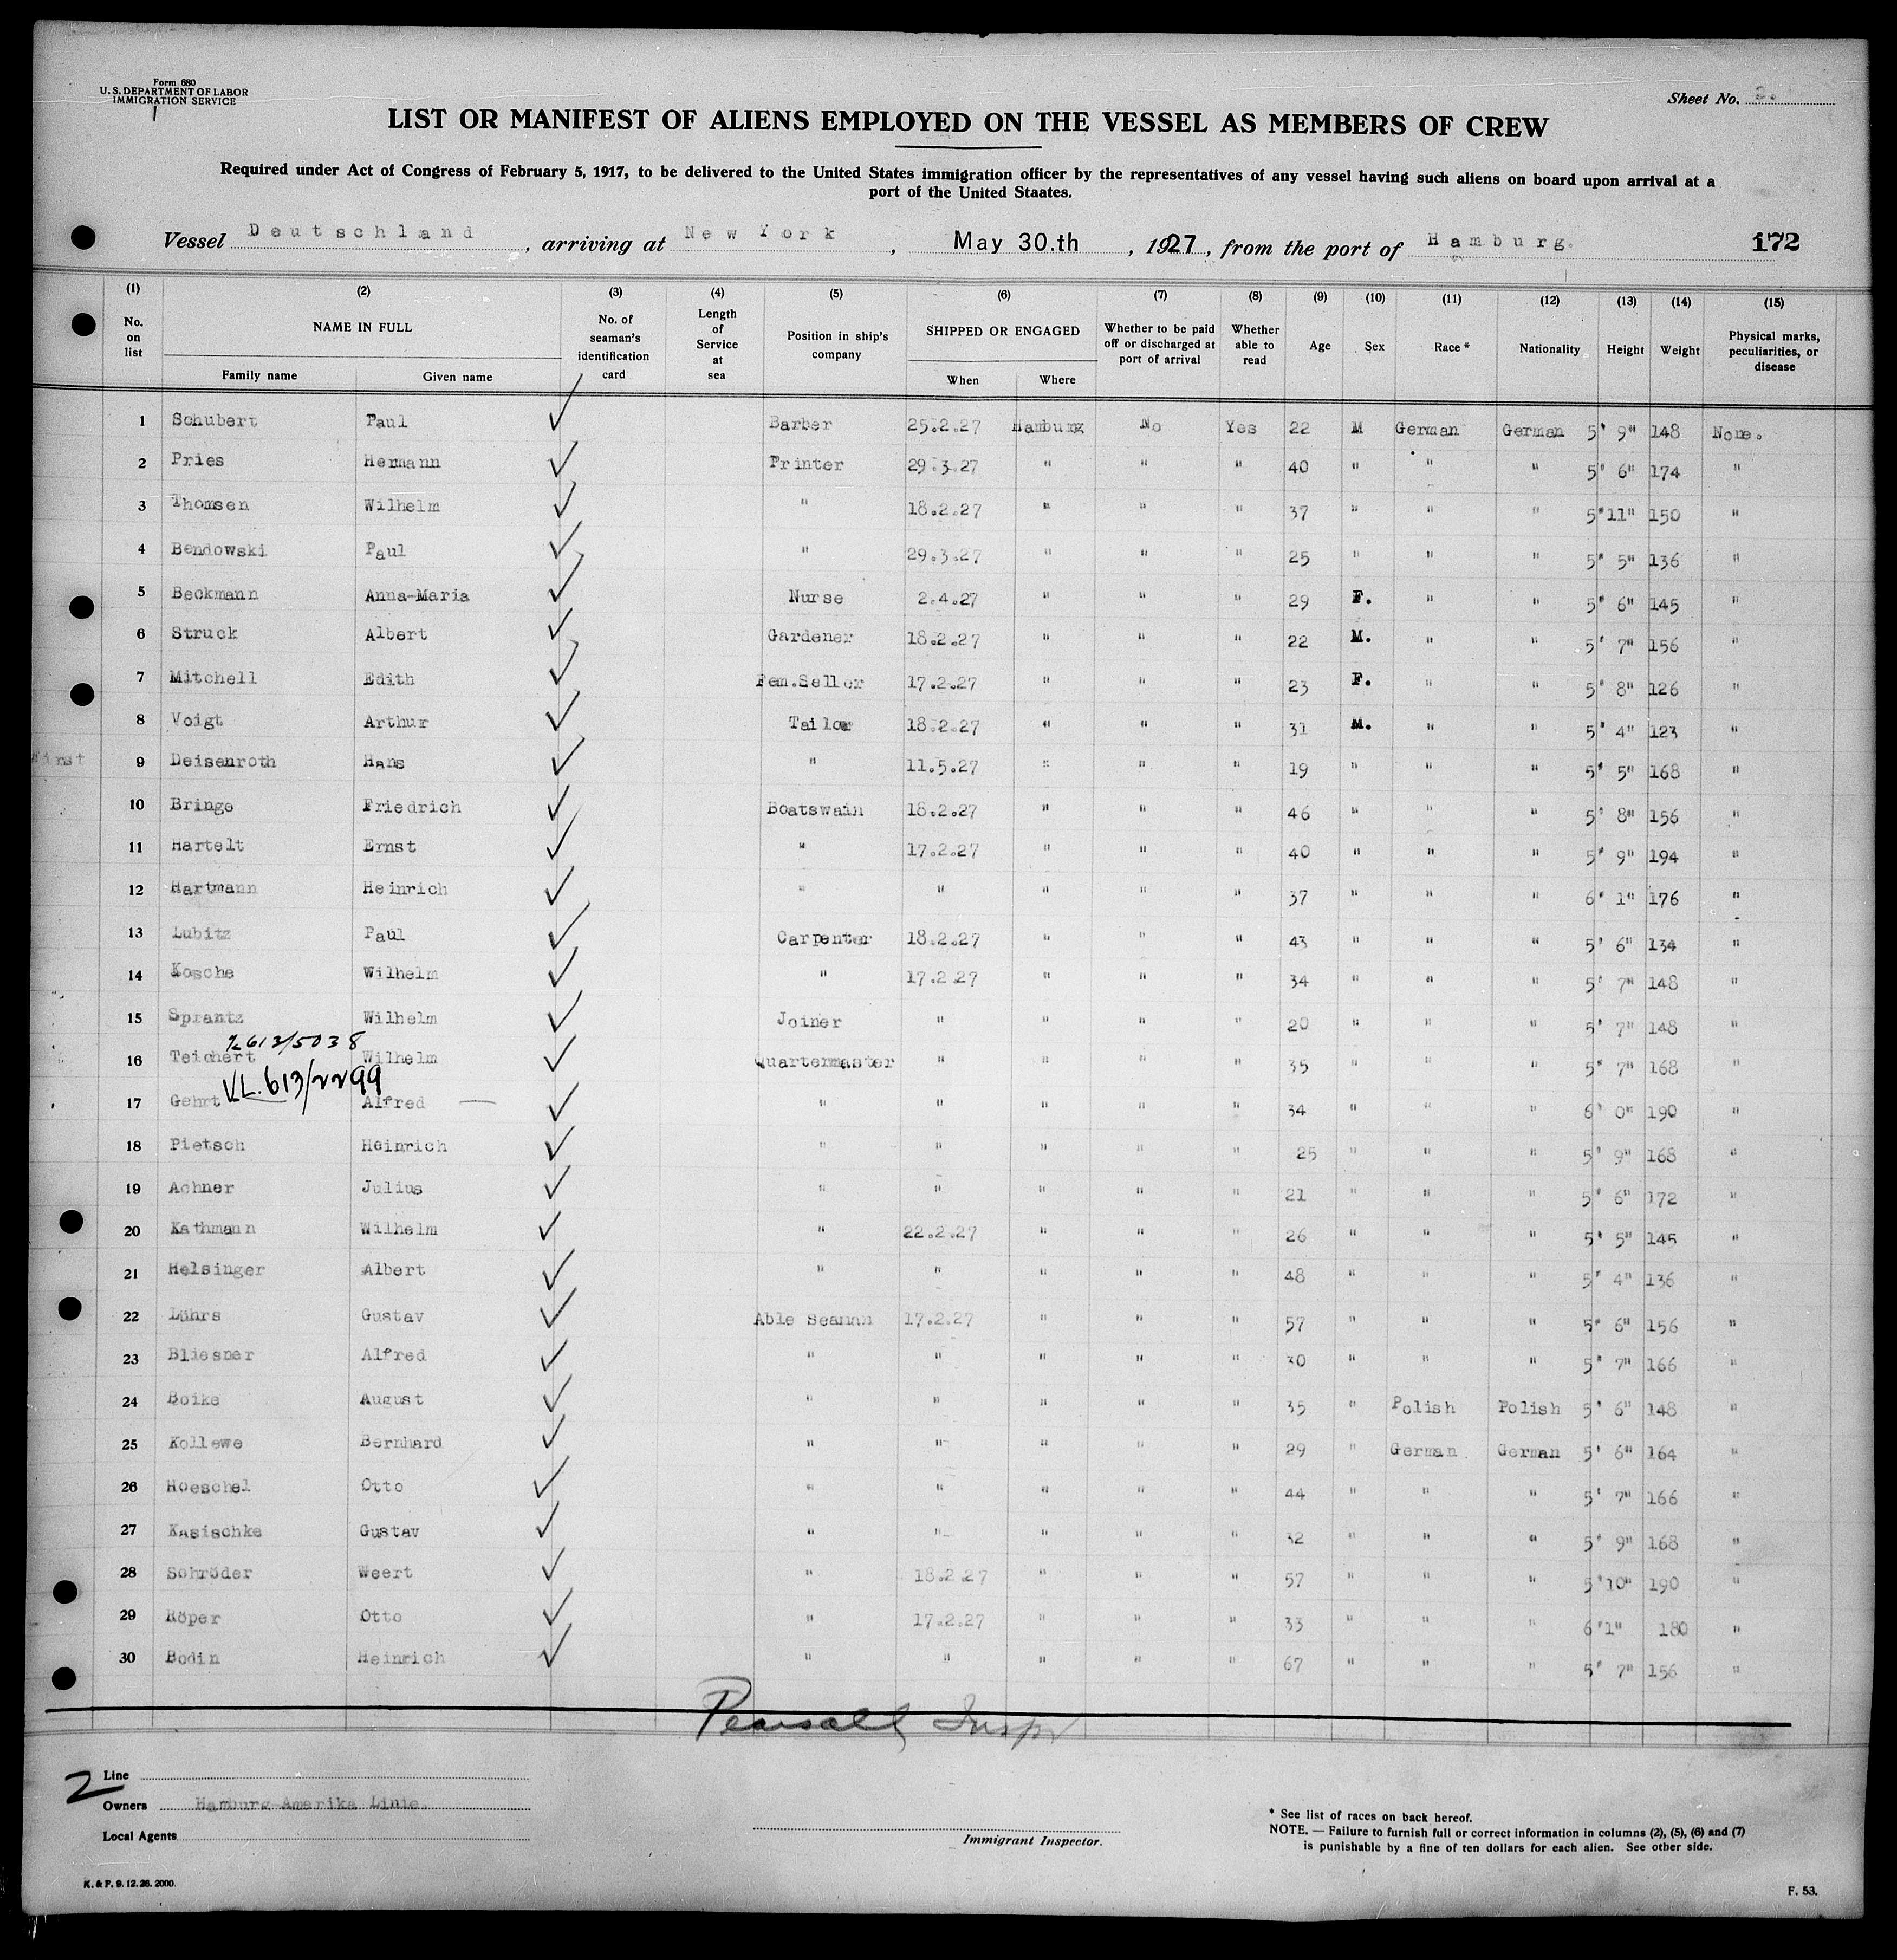 Form 680
U. S. DEPARTMENT OF LABOR
IMMIGRATION SERVICE
Sheet No. 2.
LIST OR MANIFEST OF ALIENS EMPLOYED ON THE VESSEL AS MEMBERS OF CREW
Required under Act of Congress of February 5, 1917, to be delivered to the United States immigration officer by the representatives of any vessel having such aliens on board upon arrival at a
port of the United Staates.
Vessel Deutschland, arriving at New York, May 30.th, 1927, from the port of Hamburg. 172
(1) (2) (3) (4) (5) (6) (7) (8) (9) (10) (11) (12) (13) (14) (15)
No. on list NAME IN FULL Family name Given name No. of seaman's identification card Length of Service at sea Position in ship's company SHIPPED OR ENGAGED When Where Whether to be paid off or discharged at port of arrival Whether able to read Age Sex Race * Nationality Height Weight Physical marks, peculiarities, or disease
1 Schubert Paul ✓ Barber 25.2.27 Hamburg No Yes 22 M German German 5' 9" 148 None.
2 Pries Hermann ✓ Printer 29.3.27 " " " 40 " " " 5' 6" 174 "
3 Thomsen Wilhelm ✓ " 18.2.27 " " " 37 " " " 5'11" 150 "
4 Bendowski Paul ✓ " 29.3.27 " " " 25 " " " 5' 5" 136 "
5 Beckmann Anna-Maria ✓ Nurse 2.4.27 " " " 29 F. " " 5' 6" 145 "
6 Struck Albert ✓ Gardener 18.2.27 " " " 22 M. " " 5' 7" 156 "
7 Mitchell Edith ✓ Fem.Seller 17.2.27 " " " 23 F. " " 5' 8" 126 "
8 Voigt Arthur ✓ Tailor 18.2.27 " " " 31 M. " " 5' 4" 123 "
9 Deisenroth Hans ✓ " 11.5.27 " " " 19 " " " 5' 5" 168 "
10 Bringe Friedrich ✓ Boatswain 18.2.27 " " " 46 " " " 5' 8" 156 "
11 Hartelt Ernst ✓ " 17.2.27 " " " 40 " " " 5' 9" 194 "
12 Hartmann Heinrich ✓ " " " " " 37 " " " 6' 1" 176 "
13 Lubitz Paul ✓ Carpenter 18.2.27 " " " 43 " " " 5' 6" 134 "
14 Kosche Wilhelm ✓ " 17.2.27 " " " 34 " " " 5' 7" 148 "
15 Sprantz Wilhelm ✓ Joiner " " " " 20 " " " 5' 7" 148 "
613/5038
16 Teichert Wilhelm ✓ Quartermaster " " " " 35 " " " 5' 7" 168 "
VL.613/2299
17 Gehrt Alfred ✓ " " " " " 34 " " " 6' 0" 190 "
18 Pietsch Heinrich ✓ " " " " " 25 " " " 5' 9" 168 "
19 Achner Julius ✓ " " " " " 21 " " " 5' 6" 172 "
20 Kathmann Wilhelm ✓ " 22.2.27 " " " 26 " " " 5' 5" 145 "
21 Helsinger Albert ✓ " " " " " 48 " " " 5' 4" 136 "
22 Lührs Gustav ✓ Able Seaman 17.2.27 " " " 57 " " " 5' 6" 156 "
23 Bliesner Alfred ✓ " " " " " 30 " " " 5' 7" 166 "
24 Boike August ✓ " " " " " 35 " Polish Polish 5' 6" 148 "
25 Kollewe Bernhard ✓ " " " " " 29 " German German 5' 6" 164 "
26 Hoeschel Otto ✓ " " " " " 44 " " " 5' 7" 166 "
27 Kasischke Gustav ✓ " " " " " 32 " " " 5' 9" 168 "
28 Schröder Weert ✓ " 18.2.27 " " " 57 " " " 5'10" 190 "
29 Röper Otto ✓ " 17.2.27 " " " 33 " " " 6'1" 180 "
30 Bodin Heinrich ✓ " " " " " 67 " " " 5' 7" 156 "
Pearsall Inspr
2
Line
Owners Hamburg-Amerika Linie.
Local Agents
Immigrant Inspector.
* See list of races on back hereof.
NOTE. — Failure to furnish full or correct information in columns (2), (5), (6) and (7)
is punishable by a fine of ten dollars for each alien. See other side.
K. & P. 9. 12. 26. 2000.
F. 53.